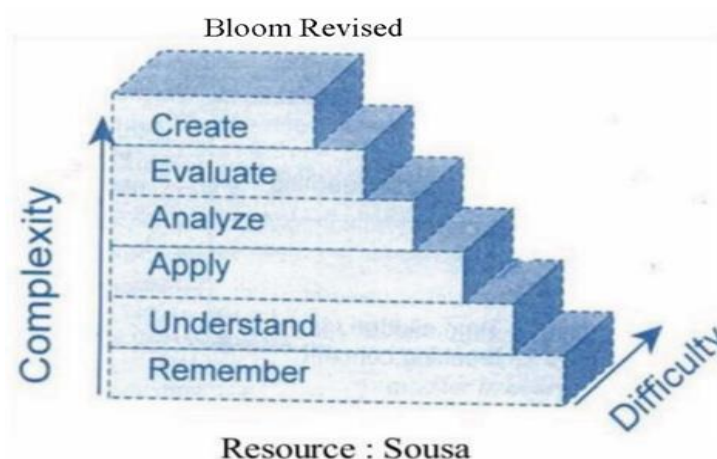 Bloom Revised
Create
Evaluate
Analyze
Apply
Understand
Remember
Complexity
Difficulty
Resource : Sousa